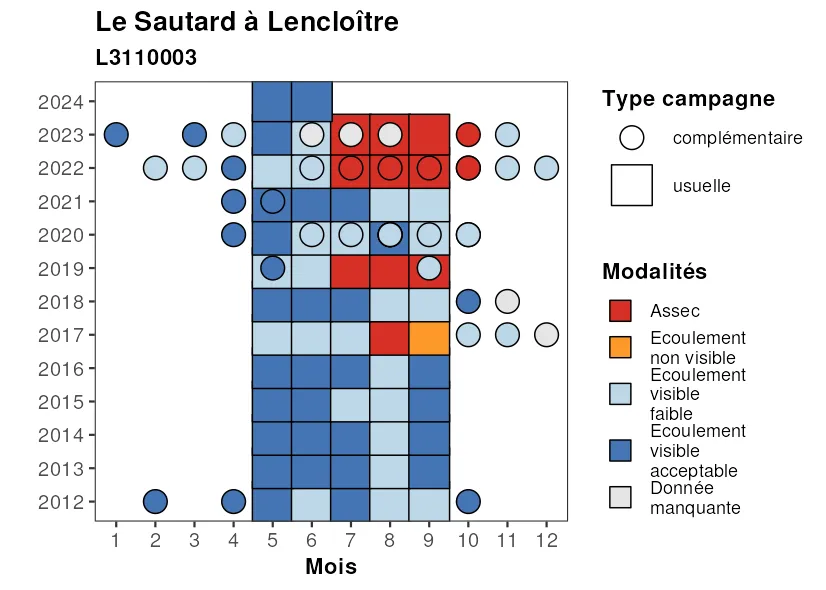 Le Sautard à Lencloître
L3110003
2024
2023
2022
2021
2020
2019
2018
2017
2016
2015
2014
2013
2012
1 2 3 4 5 6 7 8 9 10 11 12
Mois
Type campagne
complémentaire
usuelle
Modalités
Assec
Ecoulement
non visible
Ecoulement
visible
faible
Ecoulement
visible
acceptable
Donnée
manquante